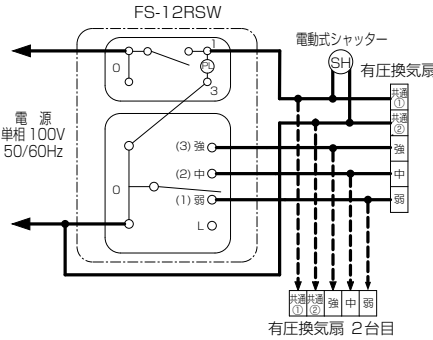 FS-12RSW
電動式シャッター
SH
有圧換気扇
1
0
PL
3
共通
①
共通
②
強
中
弱
電 源
単相 100V
50/60Hz
(3) 強
(2) 中
0
(1) 弱
L
共通
①
共通
②
強
中
弱
有圧換気扇 2台目